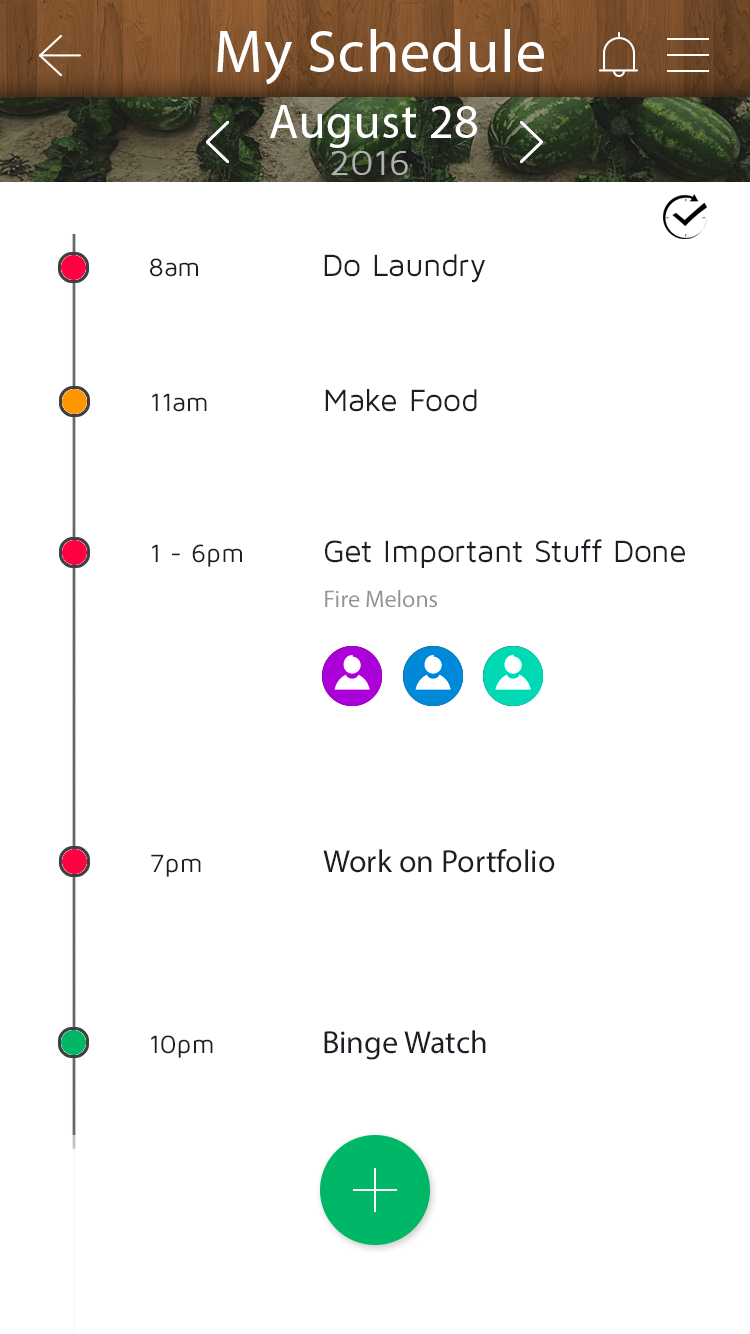 My Schedule
August 28
2016
8am Do Laundry
11am Make Food
1 - 6pm Get Important Stuff Done
Fire Melons
7pm Work on Portfolio
10pm Binge Watch